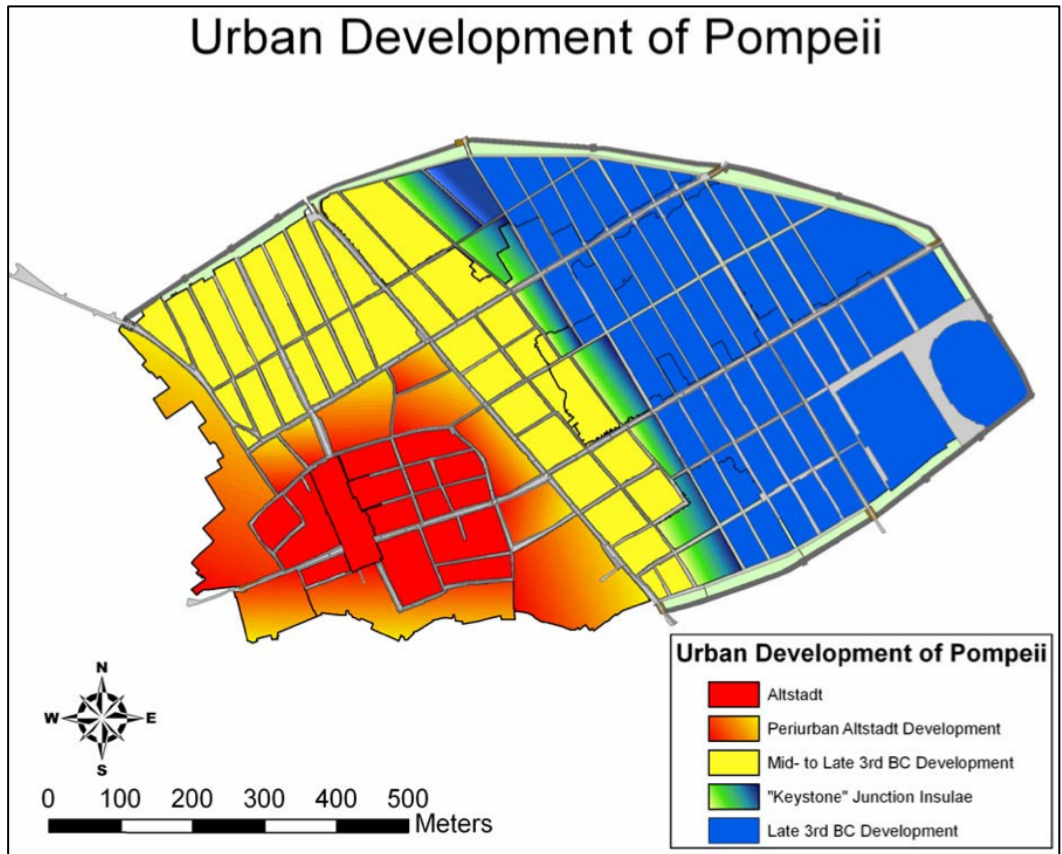 Urban Development of Pompeii
Urban Development of Pompeii
Altstadt
Periurban Altstadt Development
Mid- to Late 3rd BC Development
"Keystone" Junction Insulae
Late 3rd BC Development
N
W E
S
0 100 200 300 400 500
Meters